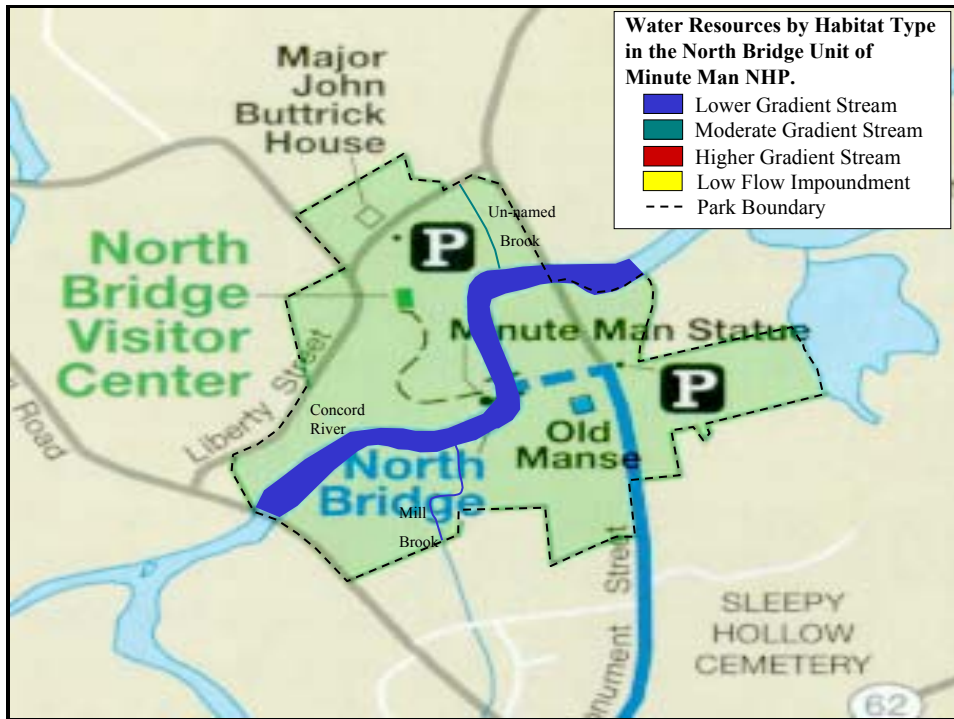 Water Resources by Habitat Type
in the North Bridge Unit of
Minute Man NHP.
Lower Gradient Stream
Moderate Gradient Stream
Higher Gradient Stream
Low Flow Impoundment
Park Boundary
Major
John
Buttrick
House
Un-named
Brook
P
North
Bridge
Visitor
Center
Minute Man Statue
Liberty Street
Road
P
Concord
River
Old
Manse
North
Bridge
Mill
Brook
Street
SLEEPY
HOLLOW
CEMETERY
62